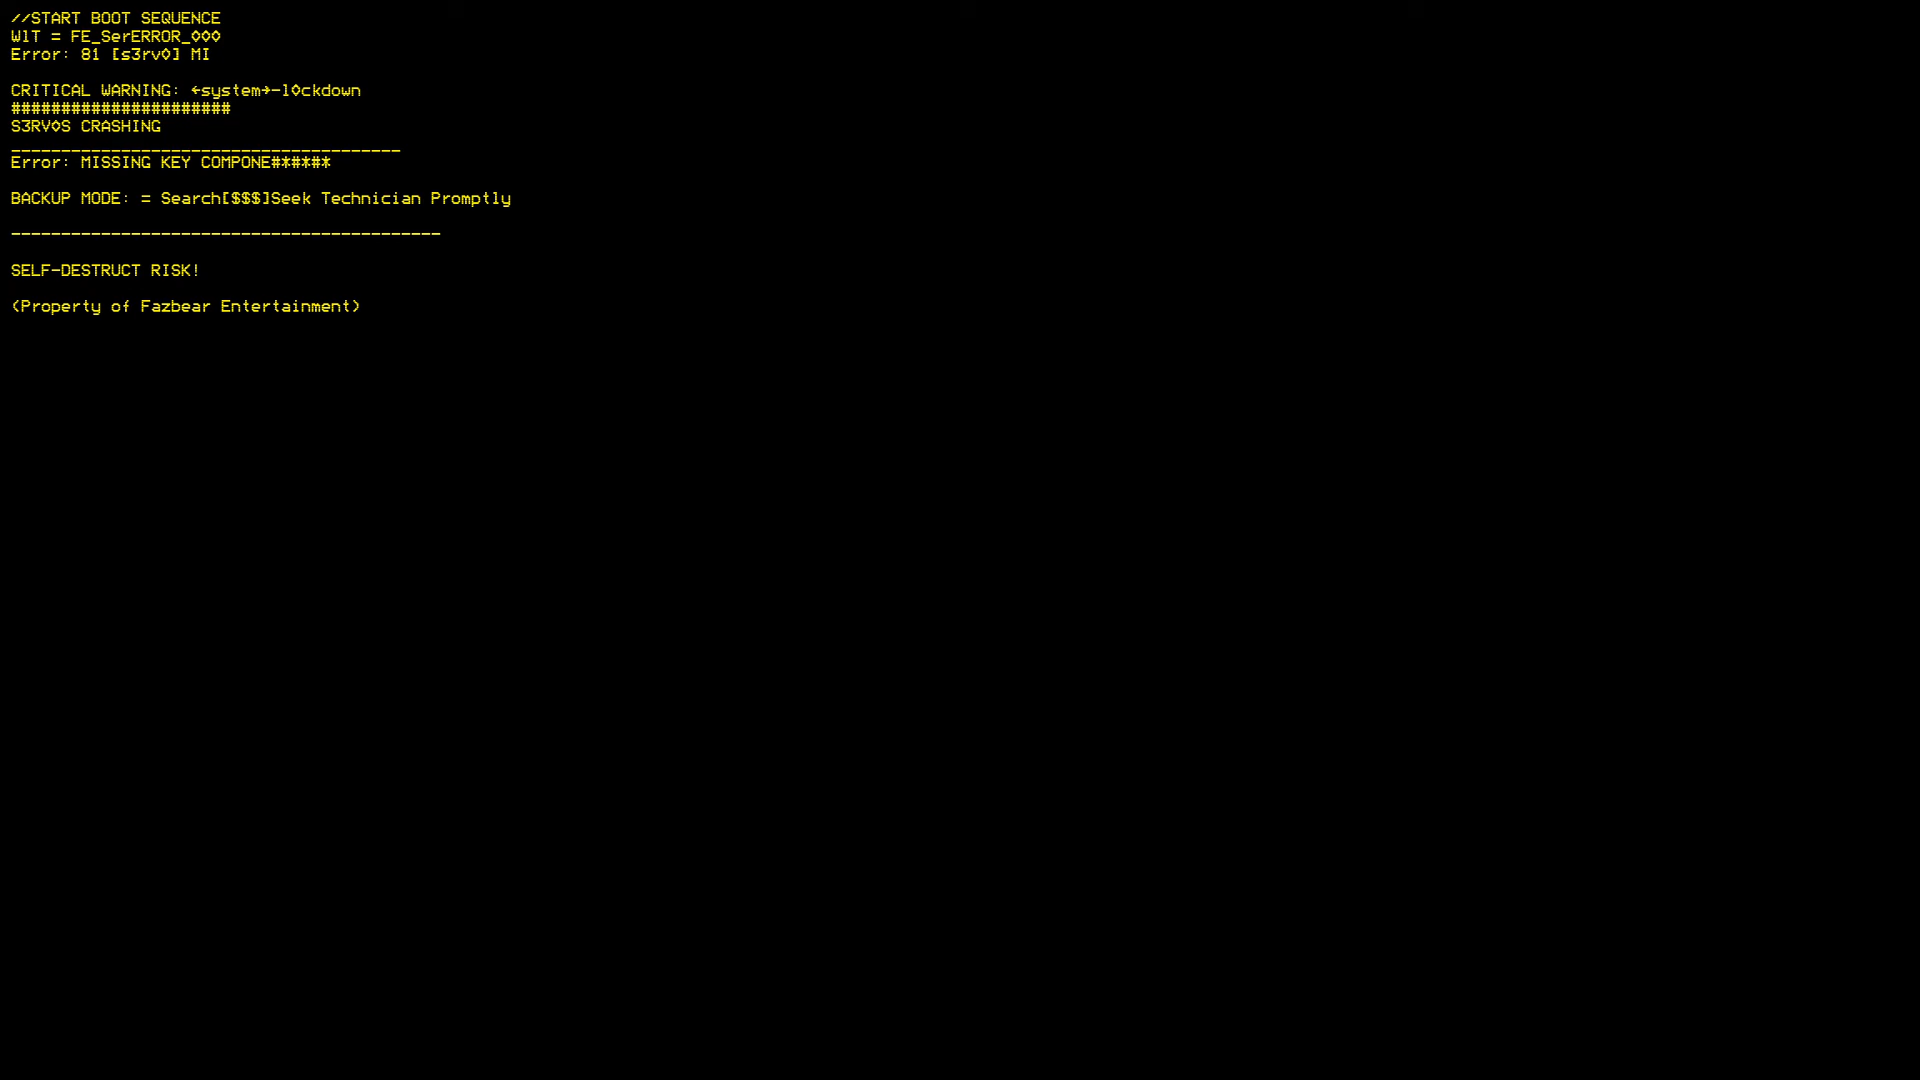 //START BOOT SEQUENCE
W1T = FE_SerERROR_000
Error: 81 [s3rv0] MI
CRITICAL WARNING: ←system→-l0ckdown
######################
S3RV0S CRASHING
_______________________________________
Error: MISSING KEY COMPONE#*#*#*
BACKUP MODE: = Search[$$$]Seek Technician Promptly
-------------------------------------------
SELF-DESTRUCT RISK!
(Property of Fazbear Entertainment)